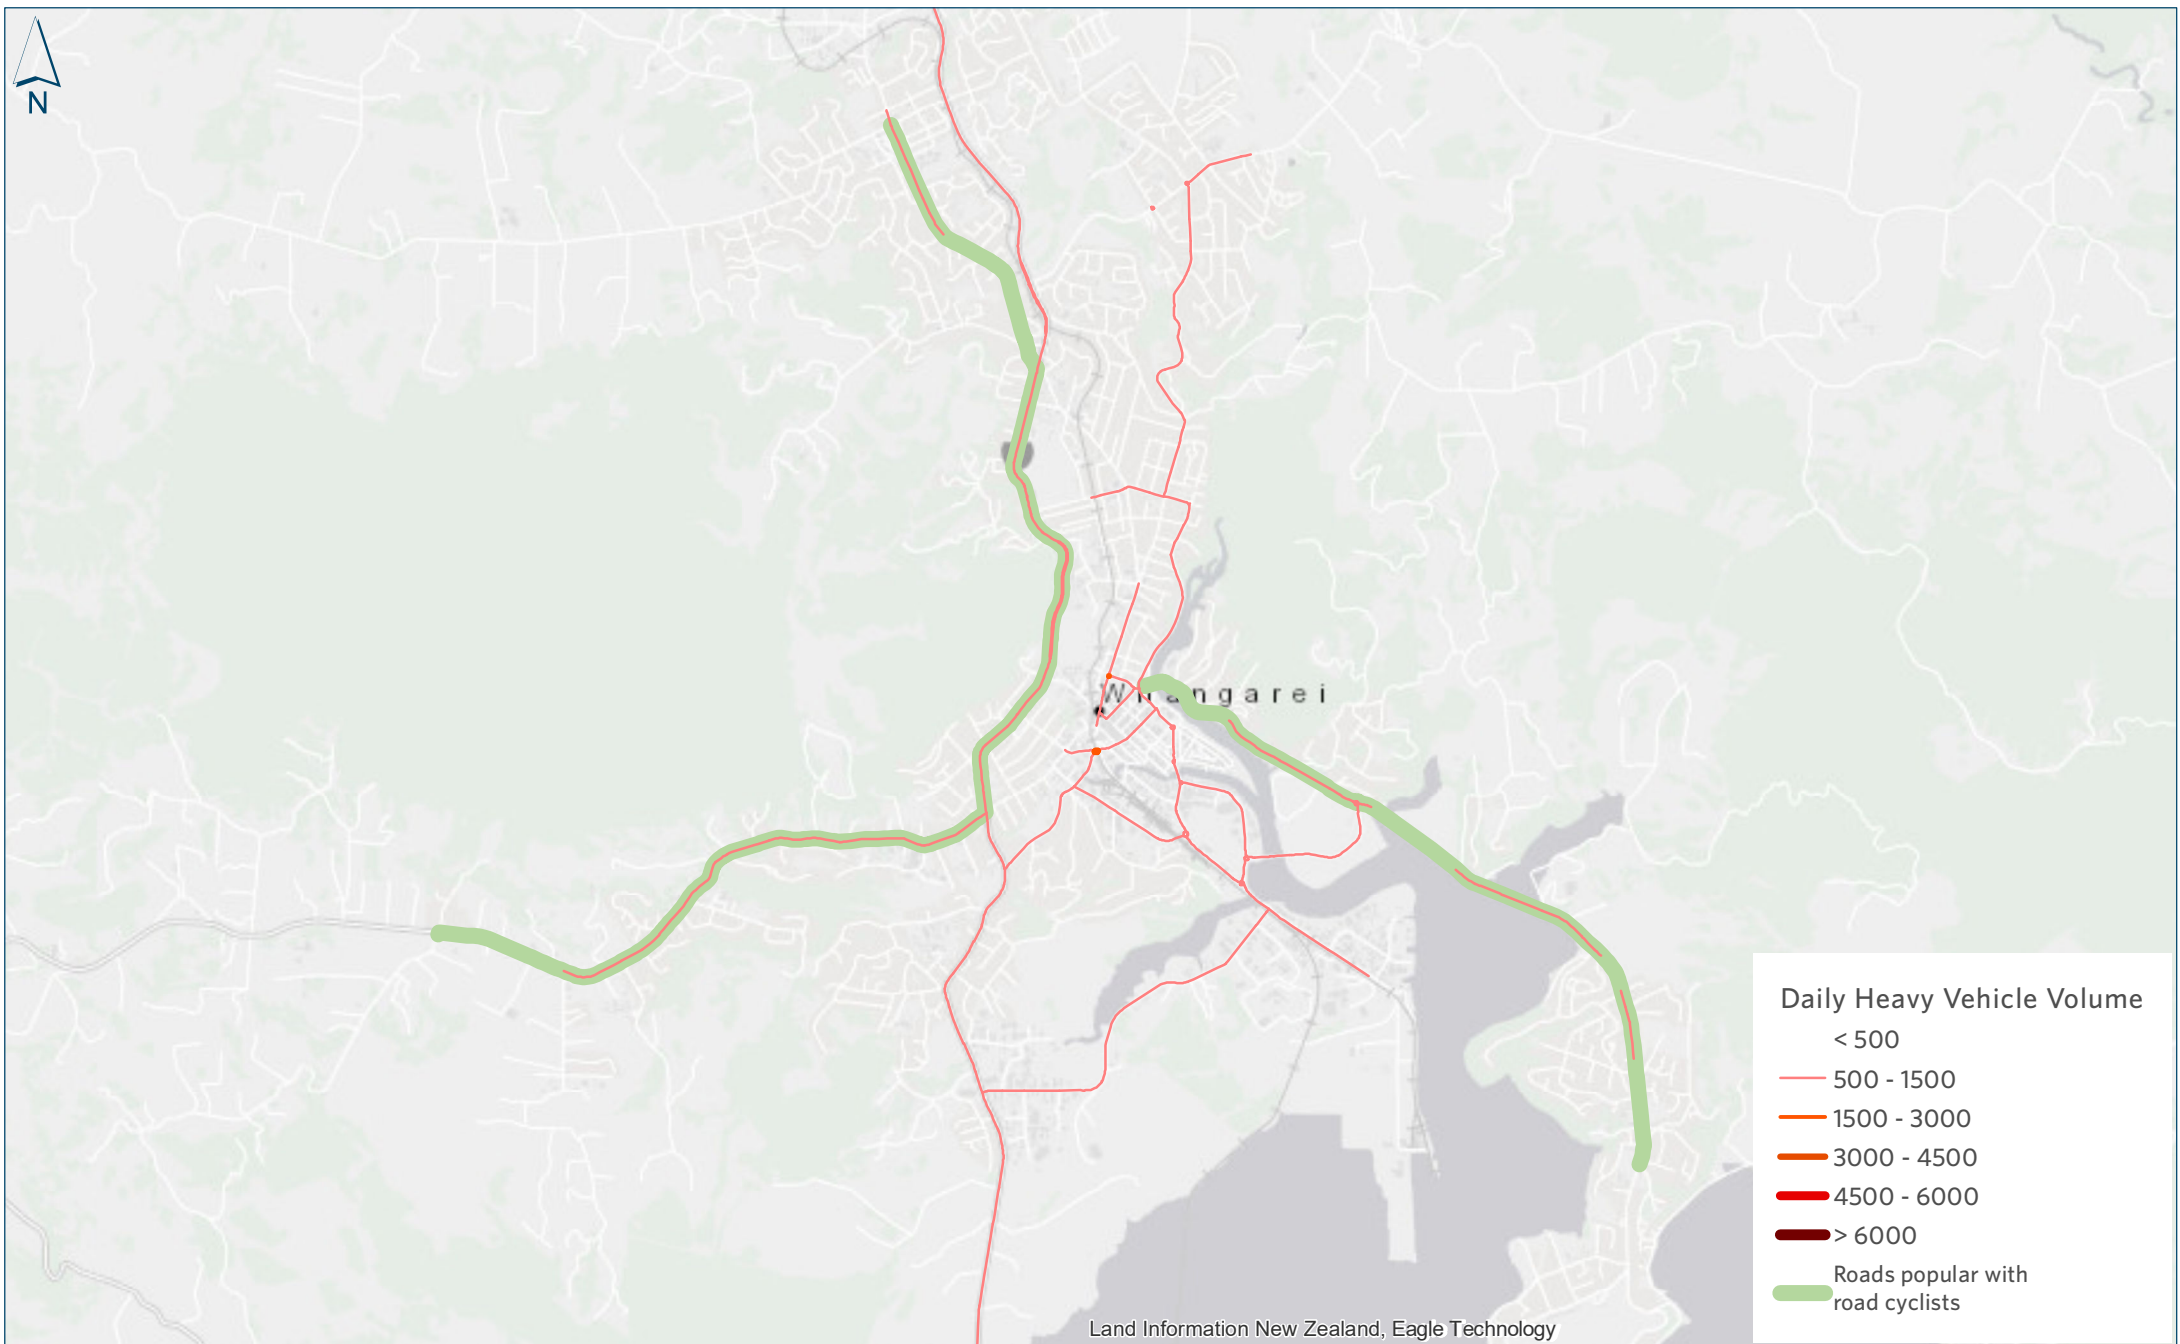 N
Whangarei
Daily Heavy Vehicle Volume
< 500
500 - 1500
1500 - 3000
3000 - 4500
4500 - 6000
> 6000
Roads popular with
road cyclists
Land Information New Zealand, Eagle Technology